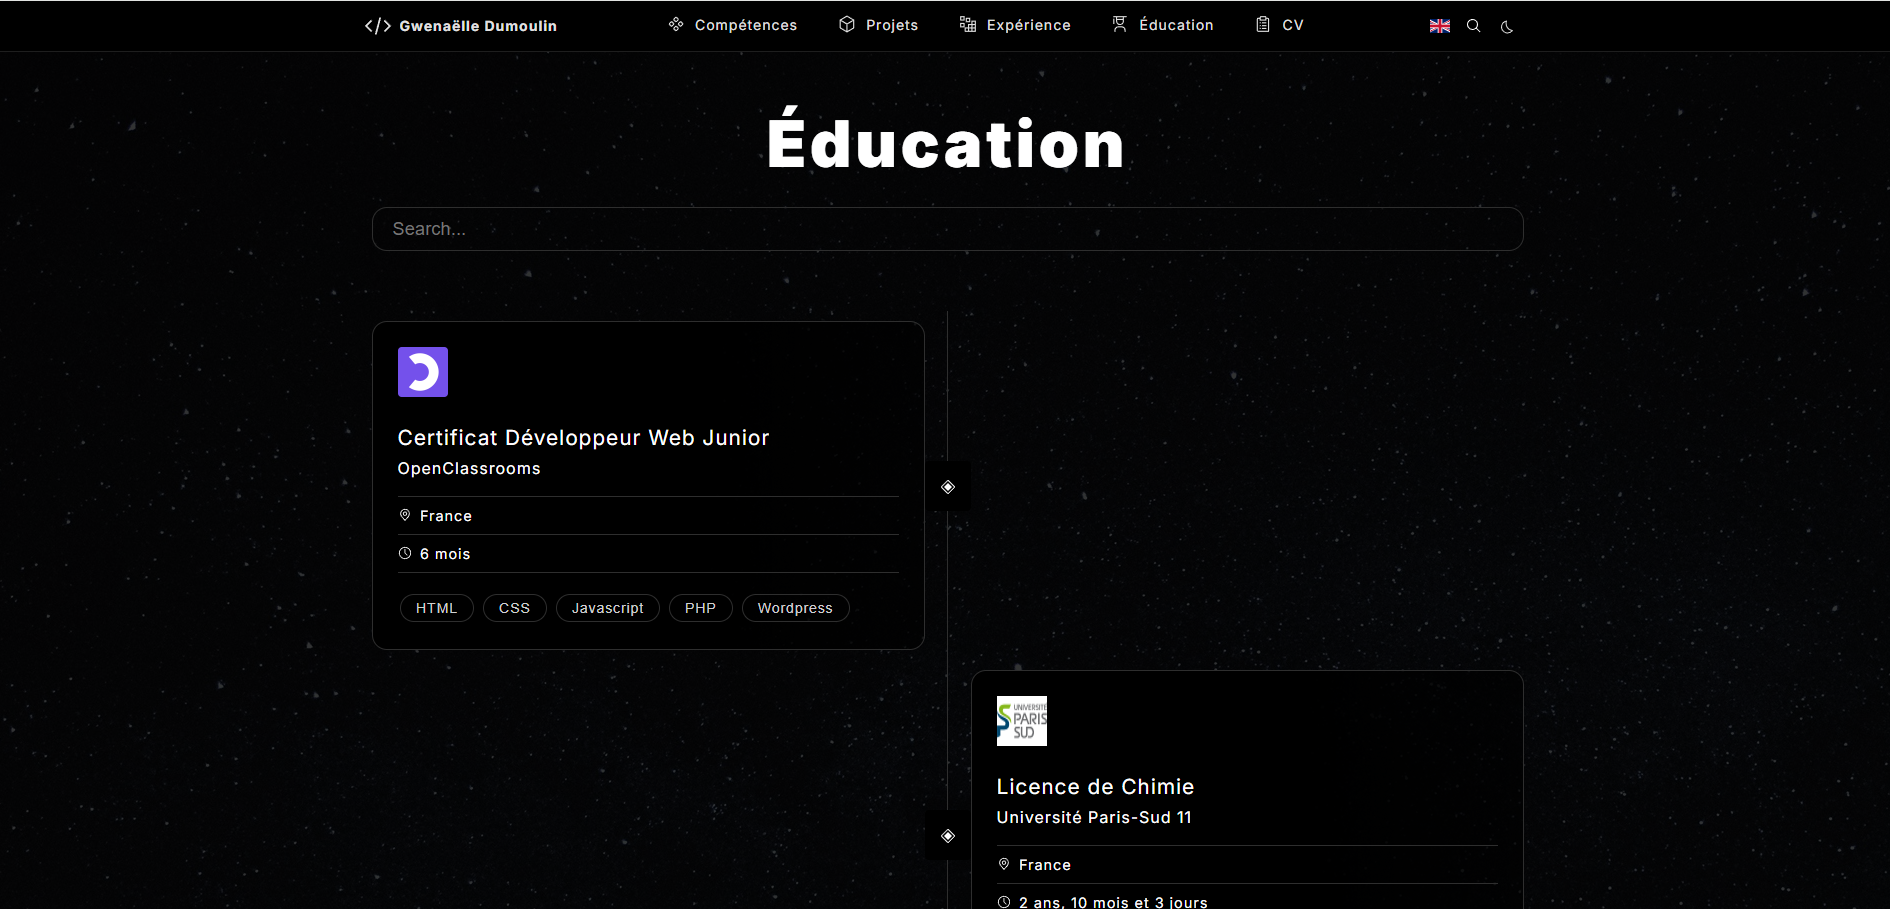 </> Gwenaëlle Dumoulin
Compétences
Projets
Expérience
Éducation
CV
Éducation
Search...
Certificat Développeur Web Junior
OpenClassrooms
France
6 mois
HTML
CSS
Javascript
PHP
Wordpress
UNIVERSITÉ
PARIS
SUD
Licence de Chimie
Université Paris-Sud 11
France
2 ans, 10 mois et 3 jours